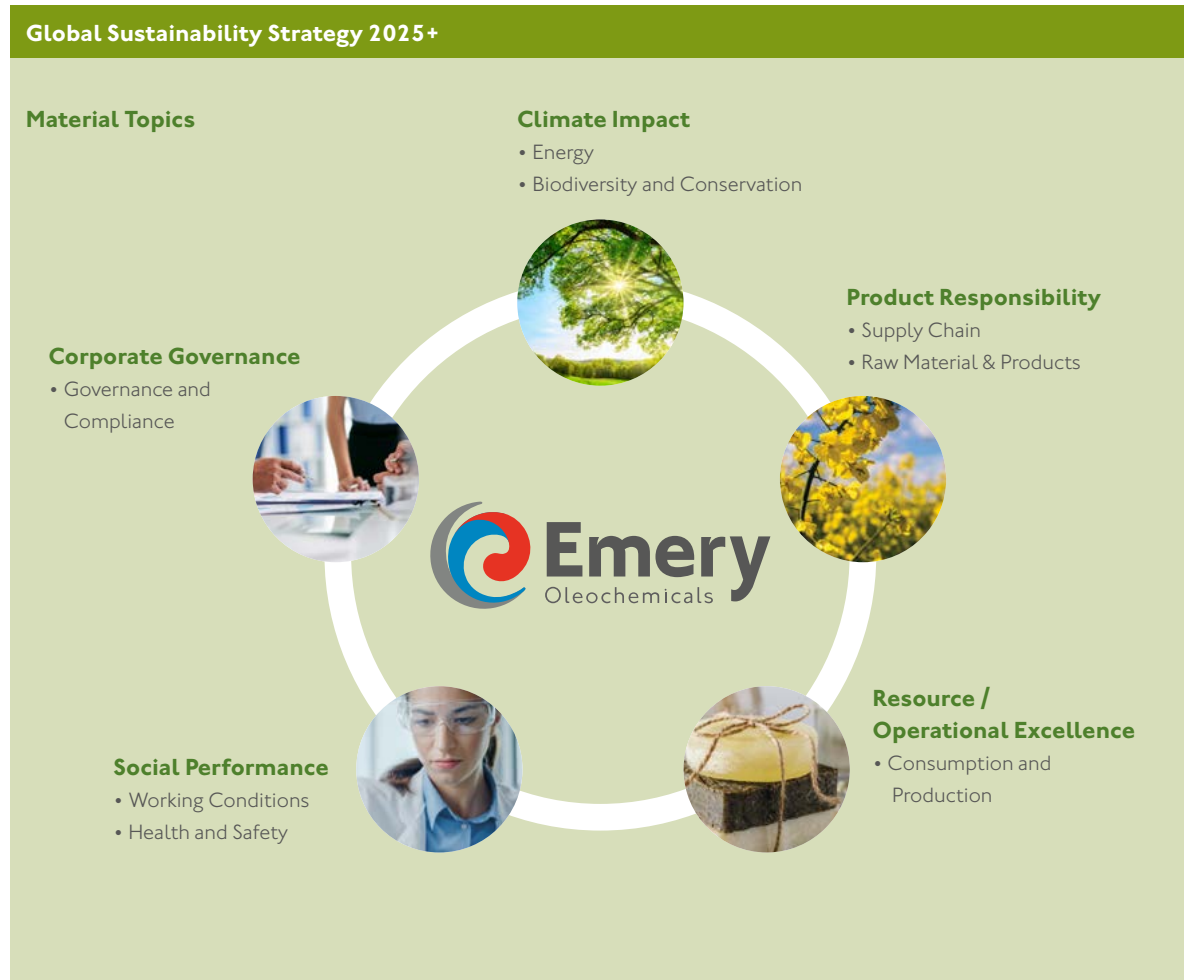 Global Sustainability Strategy 2025+
Material Topics
Climate Impact
• Energy
• Biodiversity and Conservation
Product Responsibility
• Supply Chain
• Raw Material & Products
Corporate Governance
• Governance and
Compliance
Emery
Oleochemicals
Resource /
Operational Excellence
• Consumption and
Production
Social Performance
• Working Conditions
• Health and Safety